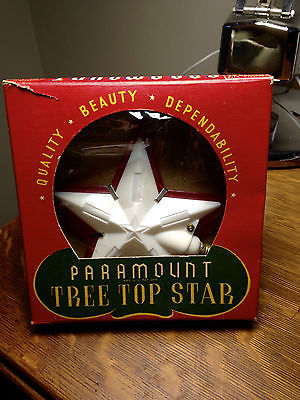 QUALITY * BEAUTY * DEPENDABILITY
PARAMOUNT
TREE TOP STAR